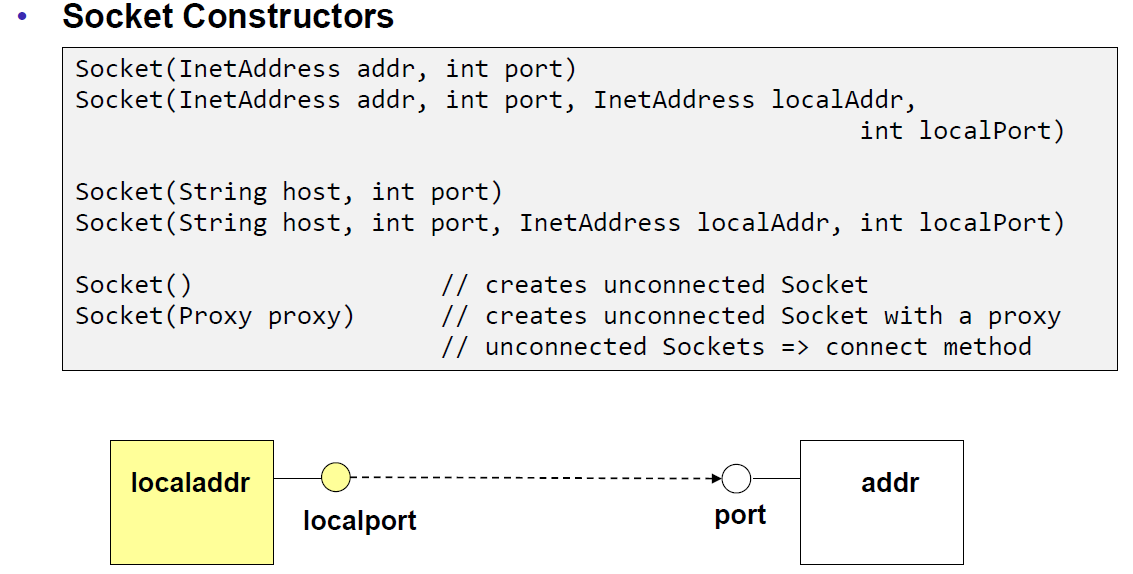 • Socket Constructors
Socket(InetAddress addr, int port)
Socket(InetAddress addr, int port, InetAddress localAddr,
int localPort)
Socket(String host, int port)
Socket(String host, int port, InetAddress localAddr, int localPort)
Socket() // creates unconnected Socket
Socket(Proxy proxy) // creates unconnected Socket with a proxy
// unconnected Sockets => connect method
localaddr
addr
localport
port